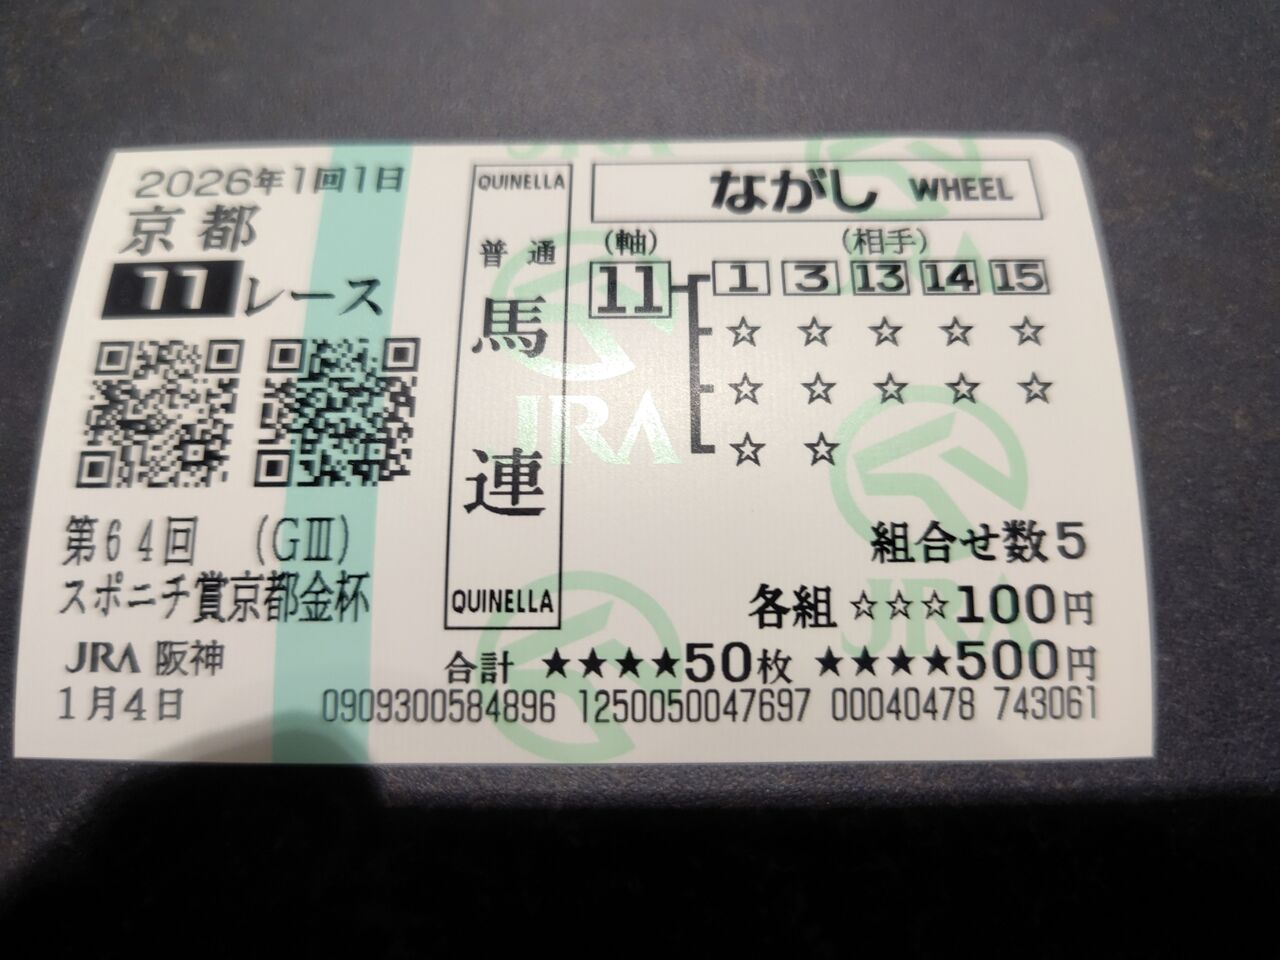 2026年1回1日
京都
11レース
第64回 (GⅢ)
スポニチ賞京都金杯
JRA 阪神
1月4日
QUINELLA
普通
馬連
QUINELLA
ながし WHEEL
(軸) (相手)
11 1 3 13 14 15
☆ ☆ ☆ ☆ ☆
☆ ☆ ☆ ☆ ☆
☆ ☆
JRA
組合せ数5
各組 ☆☆☆100円
合計 ★★★★50枚 ★★★★500円
0909300584896 1250050047697 00040478 743061